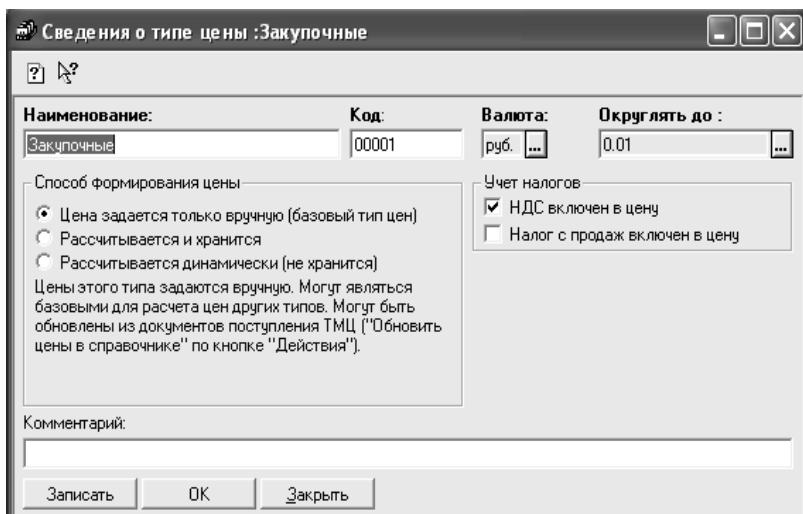 Сведения о типе цены :Закупочные
Наименование: Код: Валюта: Округлять до :
Закупочные 00001 руб. ... 0.01 ...
Способ формирования цены
Учет налогов
Цена задается только вручную (базовый тип цен)
НДС включен в цену
Рассчитывается и хранится
Налог с продаж включен в цену
Рассчитывается динамически (не хранится)
Цены этого типа задаются вручную. Могут являться
базовыми для расчета цен других типов. Могут быть
обновлены из документов поступления ТМЦ ("Обновить
цены в справочнике" по кнопке "Действия").
Комментарий:
Записать OK Закрыть